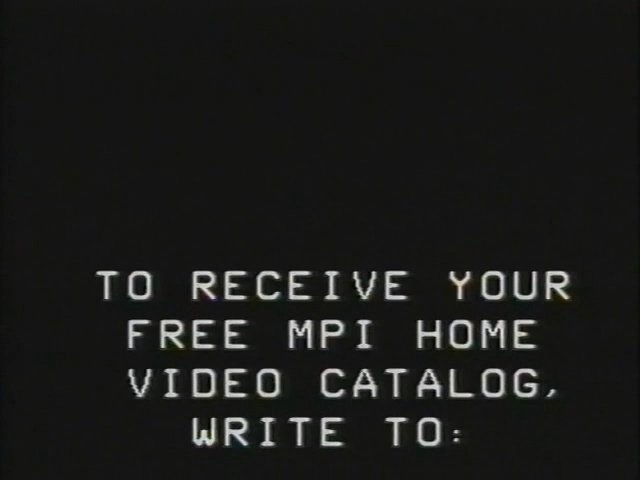 TO RECEIVE YOUR
FREE MPI HOME
VIDEO CATALOG,
WRITE TO: